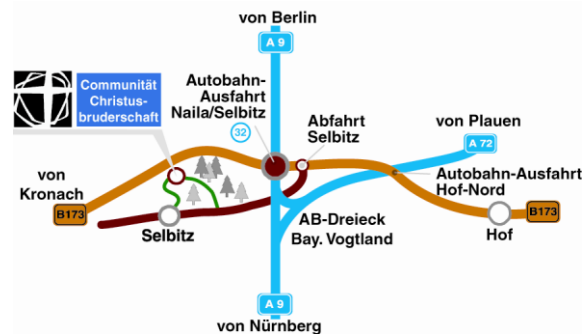 von Berlin
A 9
Communität
Christus-
bruderschaft
Autobahn-
Ausfahrt
Naila/Selbitz
32
Abfahrt
Selbitz
von Plauen
A 72
von
Kronach
B173
Selbitz
AB-Dreieck
Bay. Vogtland
Autobahn-Ausfahrt
Hof-Nord
Hof
B173
A 9
von Nürnberg